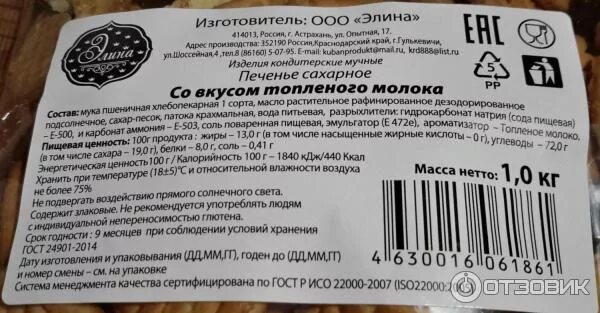 Изготовитель: ООО «Элина»
414013, Россия, г. Астрахань, ул. Опытная, 17.
Адрес производства: 352190 Россия,Краснодарский край, г.Гулькевичи,
ул.Шоссейная,4 ,тел. 8 (86160) 5-07-95. E-mail: kubanprodukt@mail.ru, krd888@list.ru
Элина
EAC
5
PP
Изделия кондитерские мучные
Печенье сахарное
Со вкусом топленого молока
Состав: мука пшеничная хлебопекарная 1 сорта, масло растительное рафинированное дезодорированное
подсолнечное, сахар-песок, патока крахмальная, вода питьевая, разрыхлители: гидрокарбонат натрия (сода пищевая)
– E-500, и карбонат аммония – E-503, соль поваренная пищевая, эмульгатор (E 472е), ароматизатор – Топленое молоко,
Пищевая ценность: 100г продукта : жиры – 13,0 г (в том числе насыщенные жирные кислоты – 0 г), углеводы – 72,0 г
(в том числе сахара – 19,0 г), белки – 8,0 г, соль – 0,41 г
Энергетическая ценность100 г / Калорийность 100 г – 1840 кДж/440 Ккал
Хранить при температуре (18±5)°С и относительной влажности воздуха
не более 75%
Не подвергать воздействию прямого солнечного света.
Содержит злаковые. Не рекомендуется употреблять людям
с индивидуальной непереносимостью глютена.
Срок годности : 9 месяцев при соблюдении условий хранения
ГОСТ 24901-2014
Дату изготовления и упаковывания (ДД,ММ,ГГ), годен до (ДД,ММ,ГГ)
и номер смены – см. на упаковке
Система менеджмента качества сертифицирована по ГОСТ Р ИСО 22000-2007 (ISO22000:2005)
Масса нетто: 1,0 кг
4 630016 061861
ОТЗОВИК